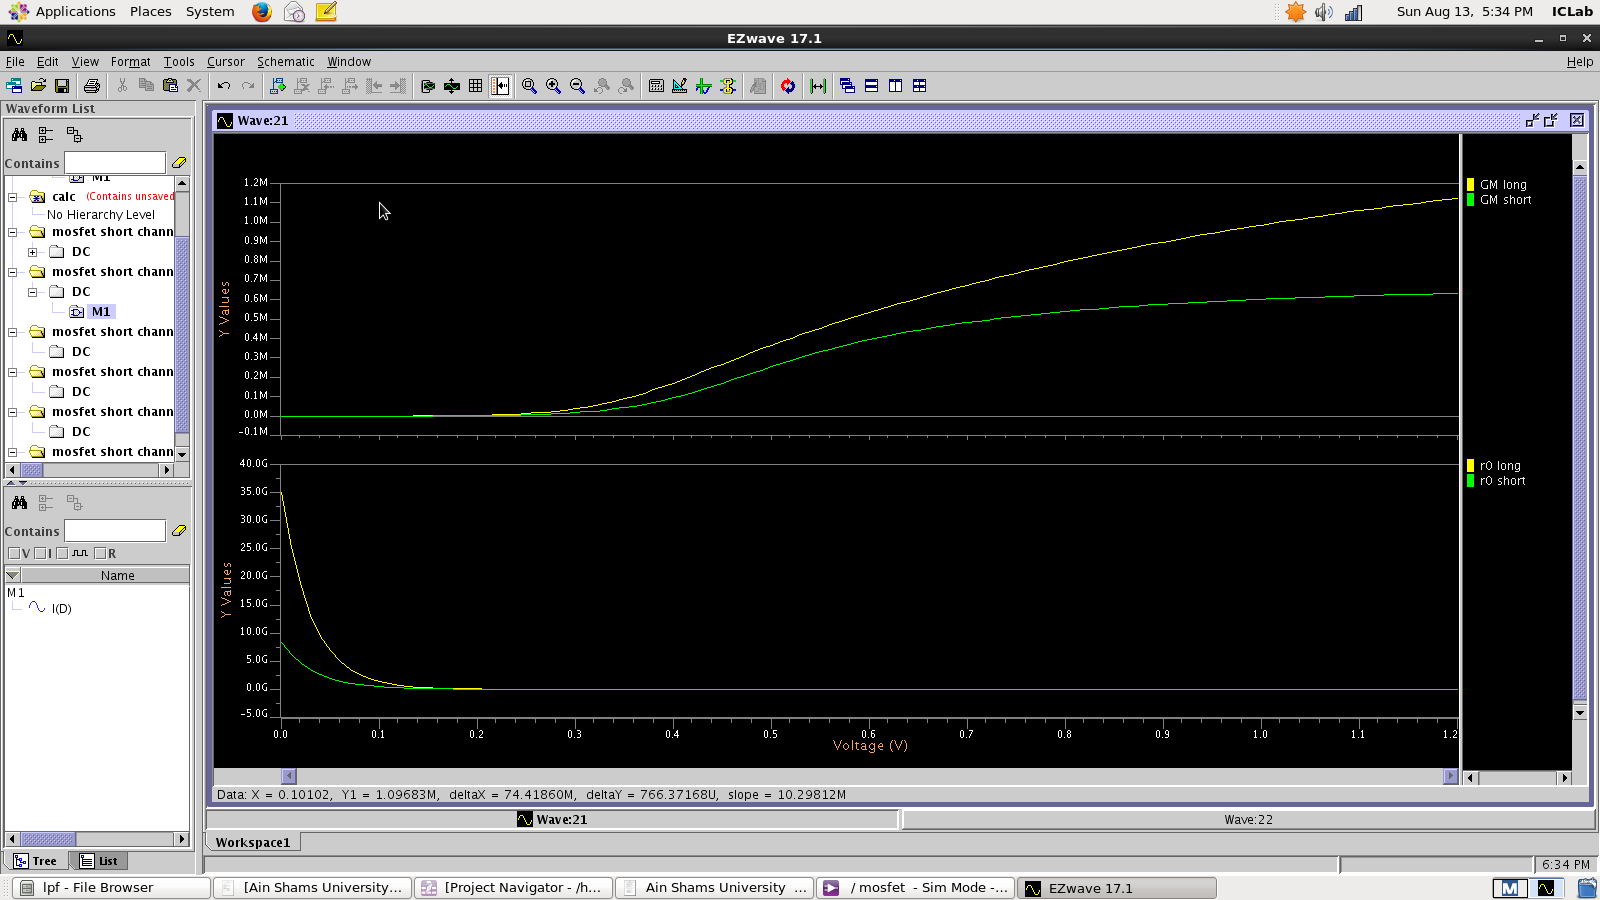 Applications Places System Sun Aug 13, 5:34 PM ICLab
EZwave 17.1
File Edit View Format Tools Cursor Schematic Window Help
Waveform List
Contains
M1
calc (Contains unsaved
No Hierarchy Level
mosfet short chann
DC
mosfet short chann
DC
M1
mosfet short chann
DC
mosfet short chann
DC
mosfet short chann
DC
mosfet short chann
Contains
V I R
Name
M1
I(D)
Tree List
Wave:21
1.2M
1.1M
1.0M
0.9M
0.8M
0.7M
0.6M
0.5M
0.4M
0.3M
0.2M
0.1M
0.0M
-0.1M
Y Values
GM long
GM short
40.0G
35.0G
30.0G
25.0G
20.0G
15.0G
10.0G
5.0G
0.0G
-5.0G
Y Values
r0 long
r0 short
0.0 0.1 0.2 0.3 0.4 0.5 0.6 0.7 0.8 0.9 1.0 1.1 1.2
Voltage (V)
Data: X = 0.10102, Y1 = 1.09683M, deltaX = 74.41860M, deltaY = 766.37168U, slope = 10.29812M
Wave:21 Wave:22
Workspace1
6:34 PM
lpf - File Browser [Ain Shams University... [Project Navigator - /h... Ain Shams University ... / mosfet - Sim Mode -... EZwave 17.1 M